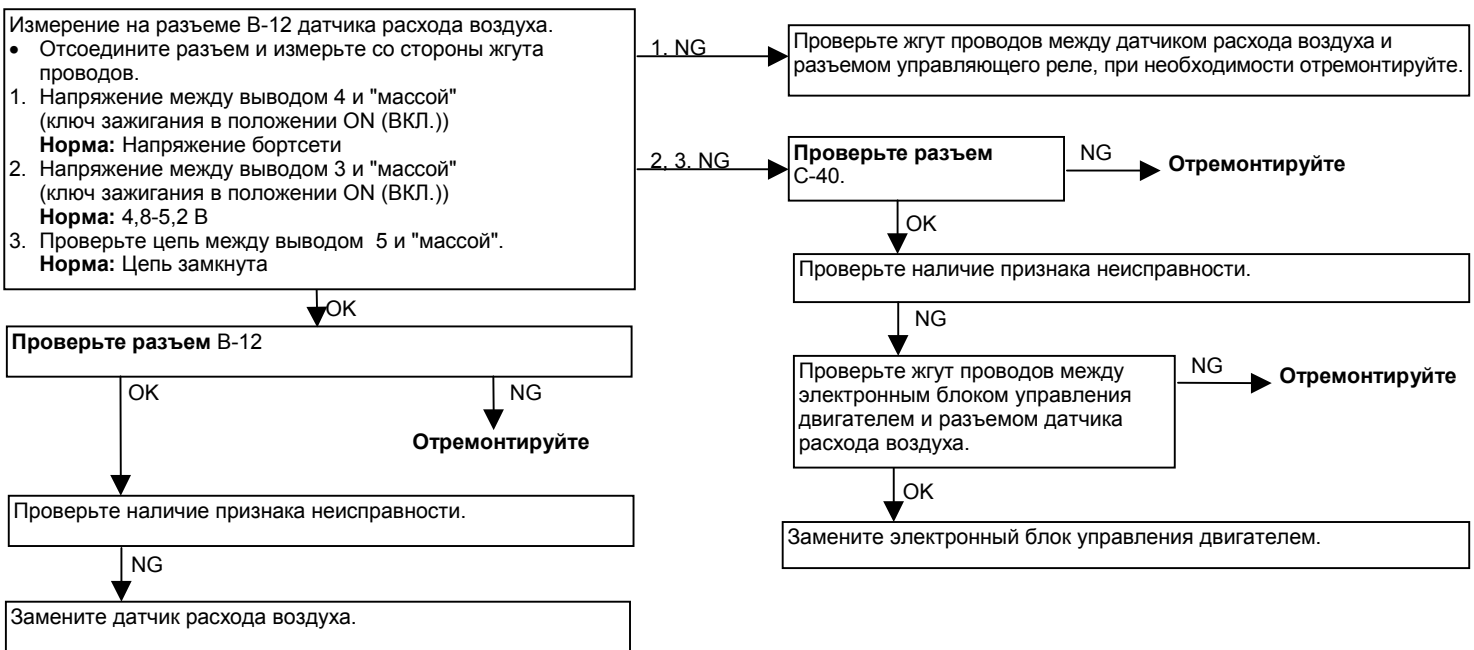 Измерение на разъеме B-12 датчика расхода воздуха.
• Отсоедините разъем и измерьте со стороны жгута
проводов.
1. Напряжение между выводом 4 и "массой"
(ключ зажигания в положении ON (ВКЛ.))
Норма: Напряжение бортсети
2. Напряжение между выводом 3 и "массой"
(ключ зажигания в положении ON (ВКЛ.))
Норма: 4,8-5,2 В
3. Проверьте цепь между выводом 5 и "массой".
Норма: Цепь замкнута
1. NG
Проверьте жгут проводов между датчиком расхода воздуха и
разъемом управляющего реле, при необходимости отремонтируйте.
2, 3. NG
Проверьте разъем
C-40.
NG
Отремонтируйте
OK
Проверьте наличие признака неисправности.
NG
Проверьте жгут проводов между
электронным блоком управления
двигателем и разъемом датчика
расхода воздуха.
NG
Отремонтируйте
OK
Замените электронный блок управления двигателем.
OK
Проверьте разъем B-12
OK
NG
Отремонтируйте
Проверьте наличие признака неисправности.
NG
Замените датчик расхода воздуха.